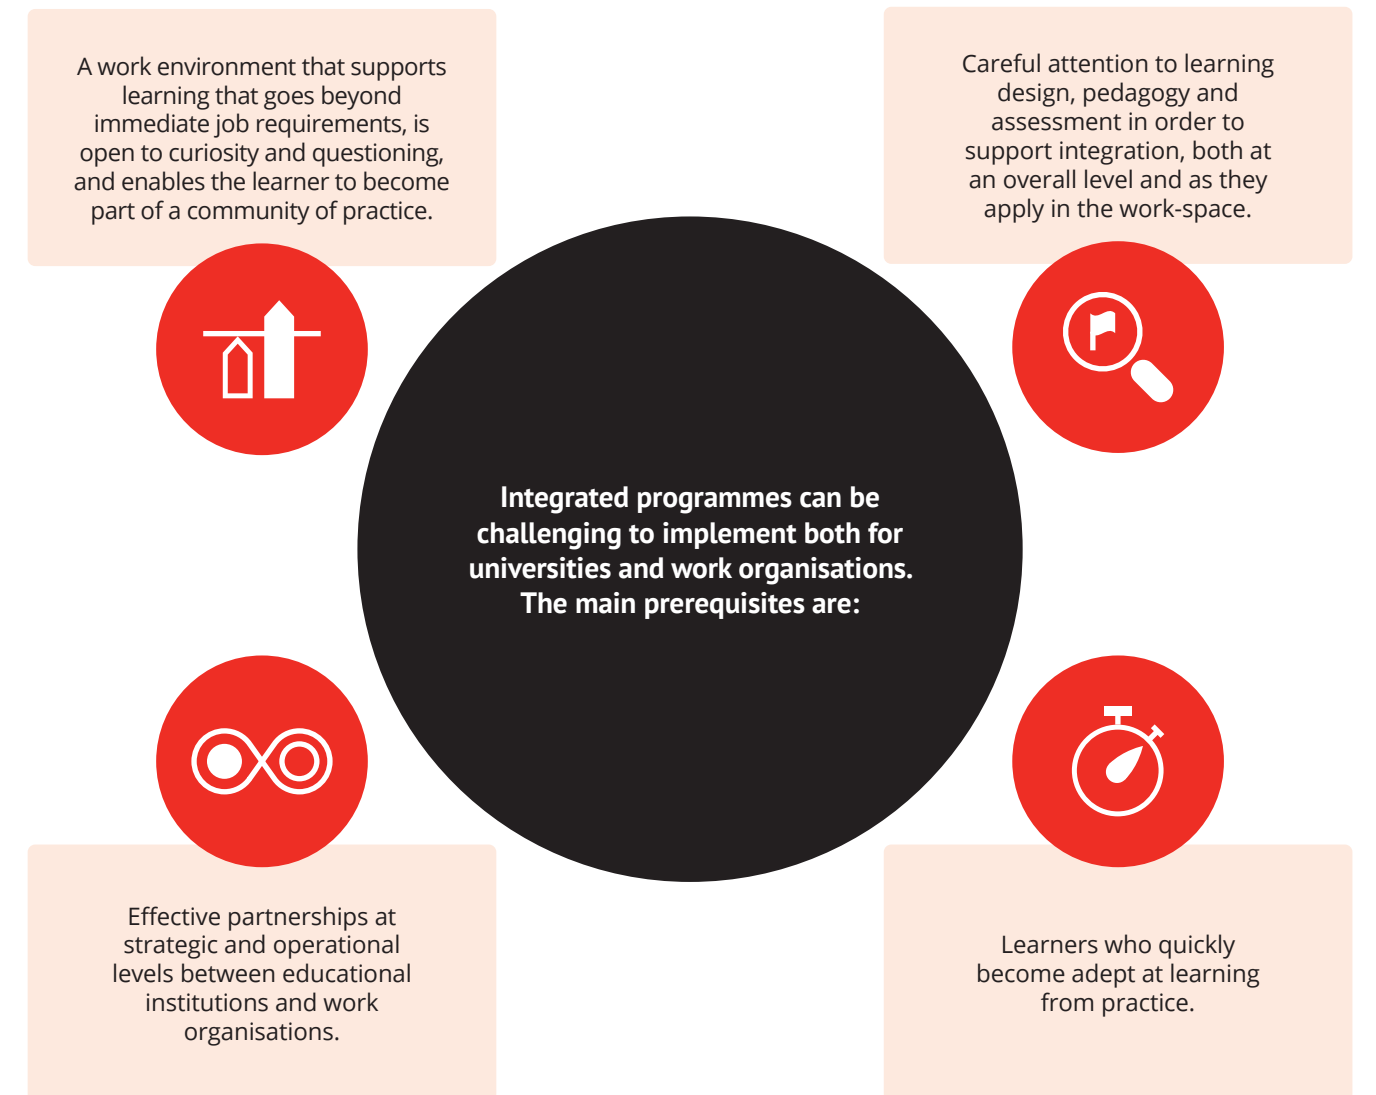 A work environment that supports
learning that goes beyond
immediate job requirements, is
open to curiosity and questioning,
and enables the learner to become
part of a community of practice.
Careful attention to learning
design, pedagogy and
assessment in order to
support integration, both at
an overall level and as they
apply in the work-space.
Integrated programmes can be
challenging to implement both for
universities and work organisations.
The main prerequisites are:
Effective partnerships at
strategic and operational
levels between educational
institutions and work
organisations.
Learners who quickly
become adept at learning
from practice.